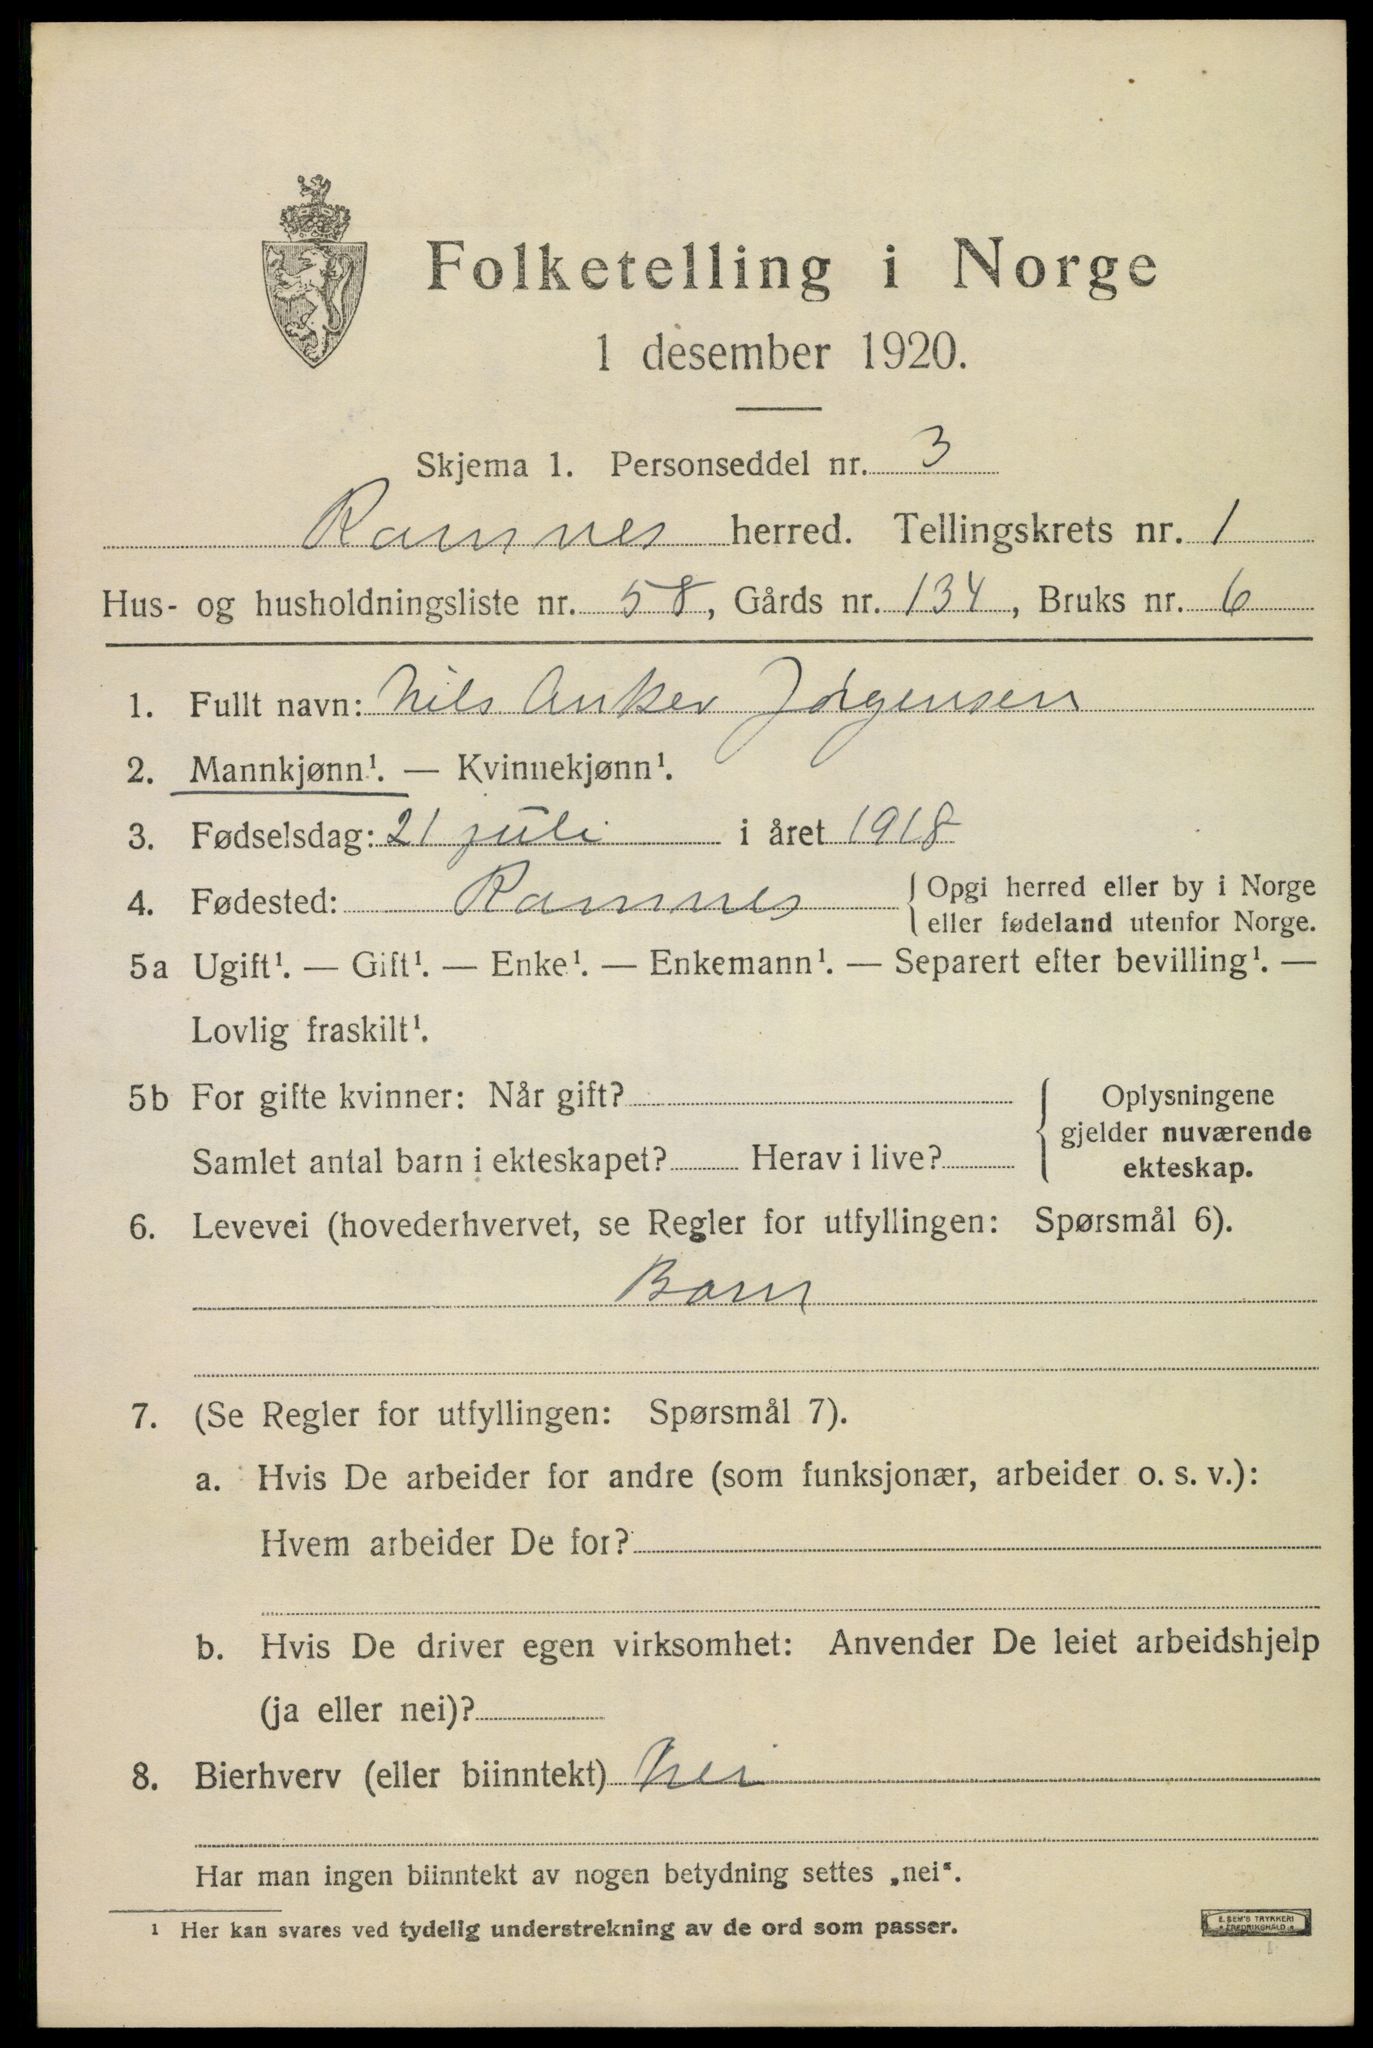 Folketelling i Norge
1 desember 1920.
Skjema 1. Personseddel nr. 3
Ramnes herred. Tellingskrets nr. 1
Hus- og husholdningsliste nr. 58, Gårds nr. 134, Bruks nr. 6
1. Fullt navn: Nils Anker Jørgensen
2. Mannkjønn¹. — Kvinnekjønn¹.
3. Fødselsdag: 21 juli i året 1918
4. Fødested: Ramnes { Opgi herred eller by i Norge
eller fødeland utenfor Norge.
5a Ugift¹. — Gift¹. — Enke¹. — Enkemann¹. — Separert efter bevilling¹. —
Lovlig fraskilt¹.
5b For gifte kvinner: Når gift?
Samlet antal barn i ekteskapet? Herav i live?
{ Oplysningene
gjelder nuværende
ekteskap.
6. Levevei (hovederhvervet, se Regler for utfyllingen: Spørsmål 6).
Barn
7. (Se Regler for utfyllingen: Spørsmål 7).
a. Hvis De arbeider for andre (som funksjonær, arbeider o. s. v.):
Hvem arbeider De for?
b. Hvis De driver egen virksomhet: Anvender De leiet arbeidshjelp
(ja eller nei)?
8. Bierhverv (eller biinntekt) Nei
Har man ingen biinntekt av nogen betydning settes „nei“.
¹ Her kan svares ved tydelig understrekning av de ord som passer.
E. SEM'S TRYKKERI
FREDRIKSHALD